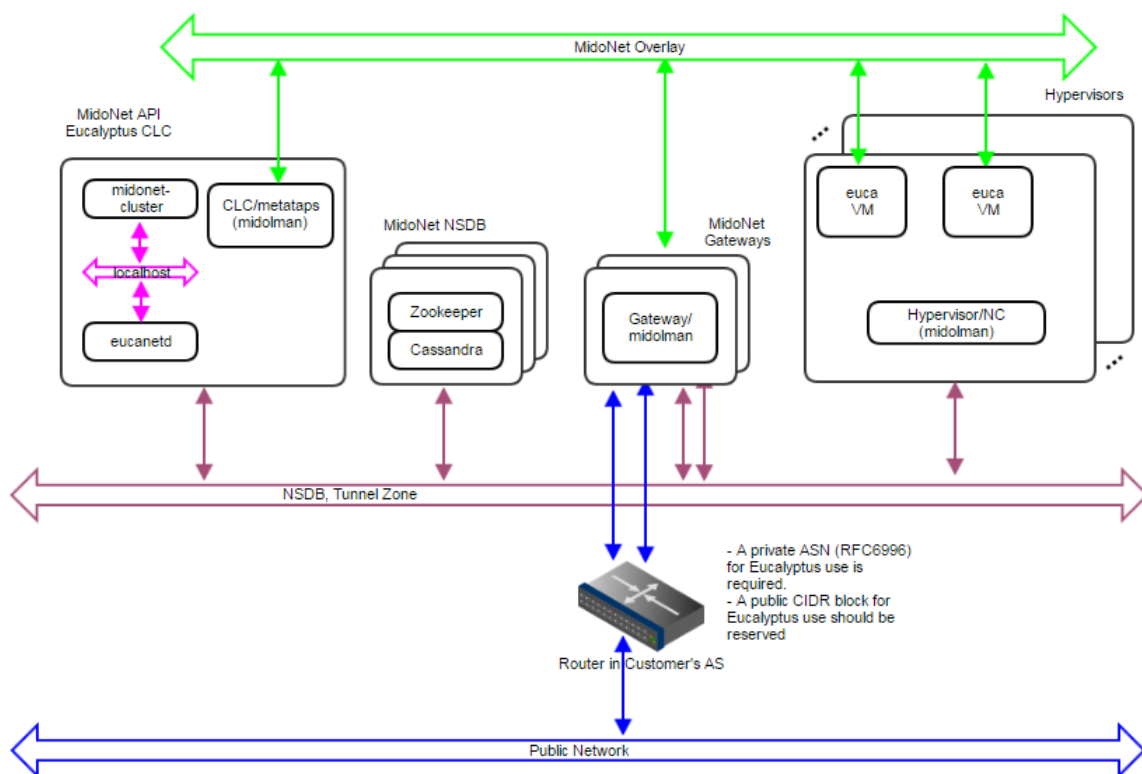 MidoNet Overlay
MidoNet API
Eucalyptus CLC
Hypervisors
midonet-
cluster
CLC/metataps
(midolman)
localhost
eucanetd
MidoNet NSDB
Zookeeper
Cassandra
MidoNet
Gateways
Gateway/
midolman
euca
VM
euca
VM
Hypervisor/NC
(midolman)
NSDB, Tunnel Zone
- A private ASN (RFC6996)
for Eucalyptus use is
required.
- A public CIDR block for
Eucalyptus use should be
reserved
Router in Customer's AS
Public Network